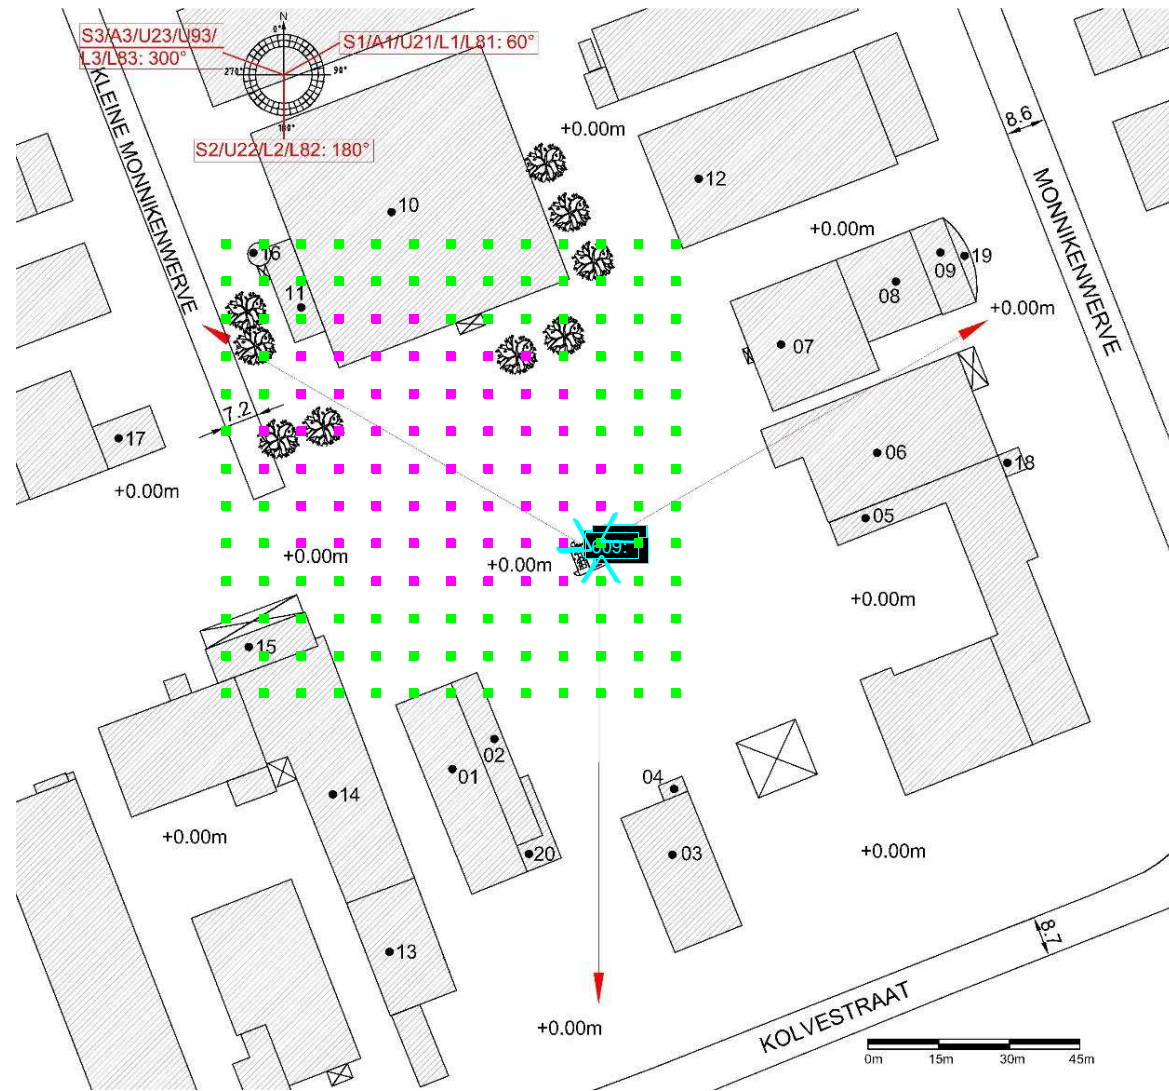 S3/A3/U23/U93/
L3/L83: 300°
N
0°
S1/A1/U21/L1/L81: 60°
270°
90°
180°
S2/U22/L2/L82: 180°
KLEINE MONNIKENWERVE
+0.00m
8.6
12
10
MONNIKENWERVE
+0.00m
16
09
19
08
11
+0.00m
07
7.2
17
06
18
+0.00m
05
009:
+0.00m
+0.00m
+0.00m
15
02
01
04
14
+0.00m
03
20
+0.00m
8.7
13
KOLVESTRAAT
+0.00m
0m
15m
30m
45m